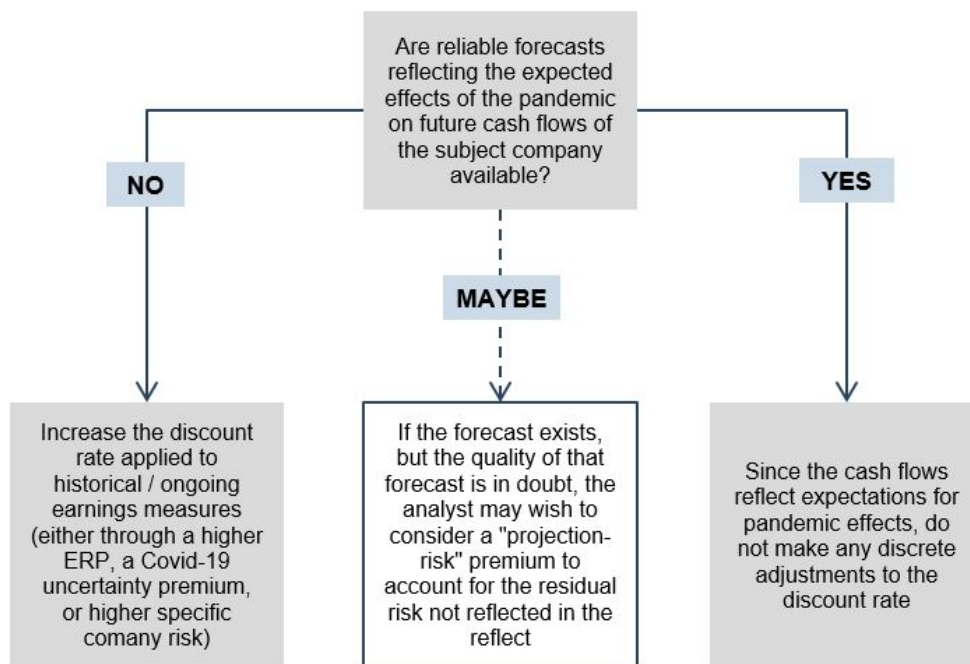 Are reliable forecasts
reflecting the expected
effects of the pandemic
on future cash flows of
the subject company
available?
NO
YES
MAYBE
Increase the discount
rate applied to
historical / ongoing
earnings measures
(either through a higher
ERP, a Covid-19
uncertainty premium,
or higher specific
comany risk)
If the forecast exists,
but the quality of that
forecast is in doubt, the
analyst may wish to
consider a "projection-
risk" premium to
account for the residual
risk not reflected in the
reflect
Since the cash flows
reflect expectations for
pandemic effects, do
not make any discrete
adjustments to the
discount rate